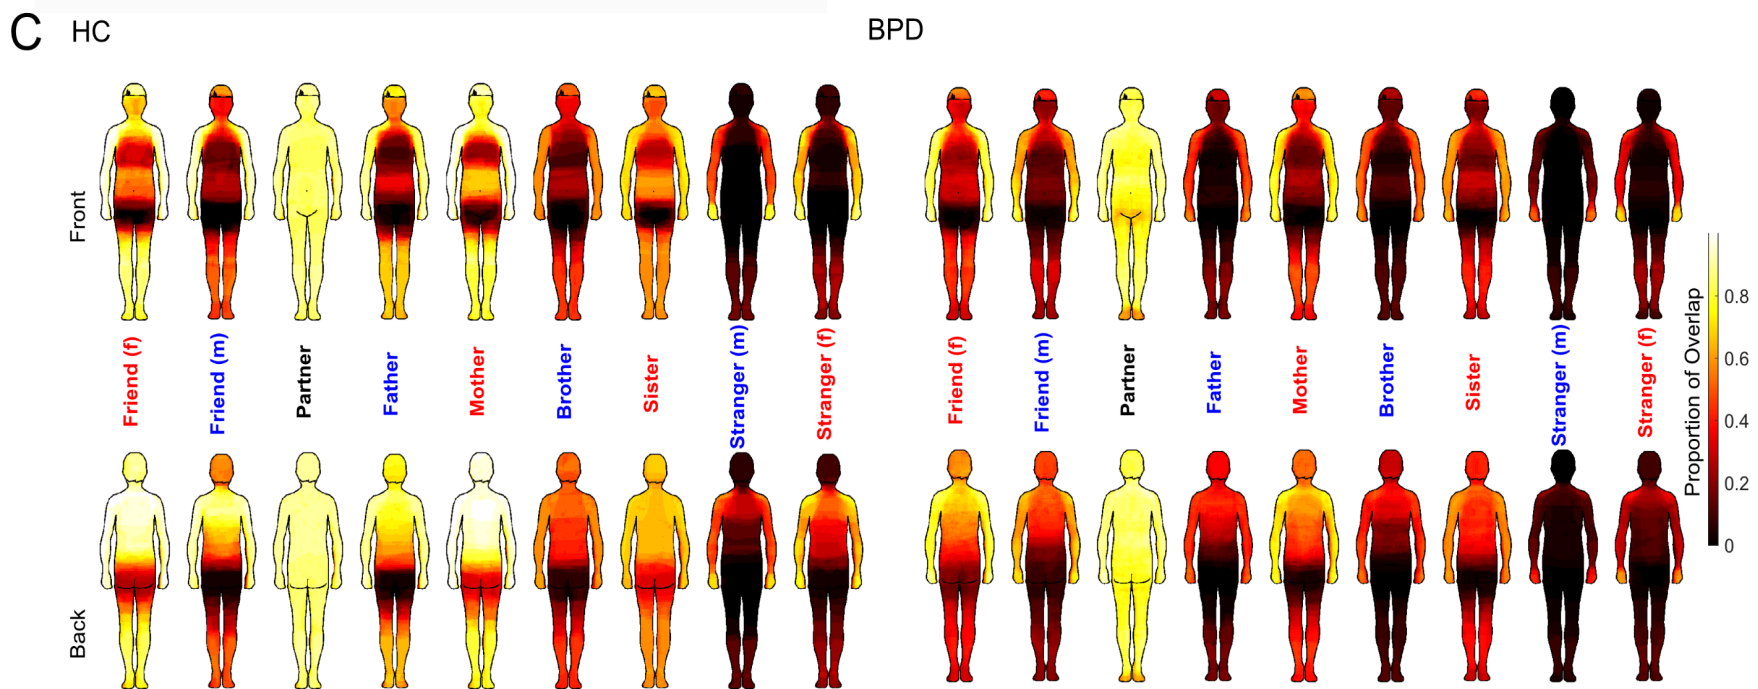 C HC BPD
Front
Friend (f) Friend (m) Partner Father Mother Brother Sister Stranger (m) Stranger (f)
Friend (f) Friend (m) Partner Father Mother Brother Sister Stranger (m) Stranger (f)
Back
Proportion of Overlap
0.8
0.6
0.4
0.2
0